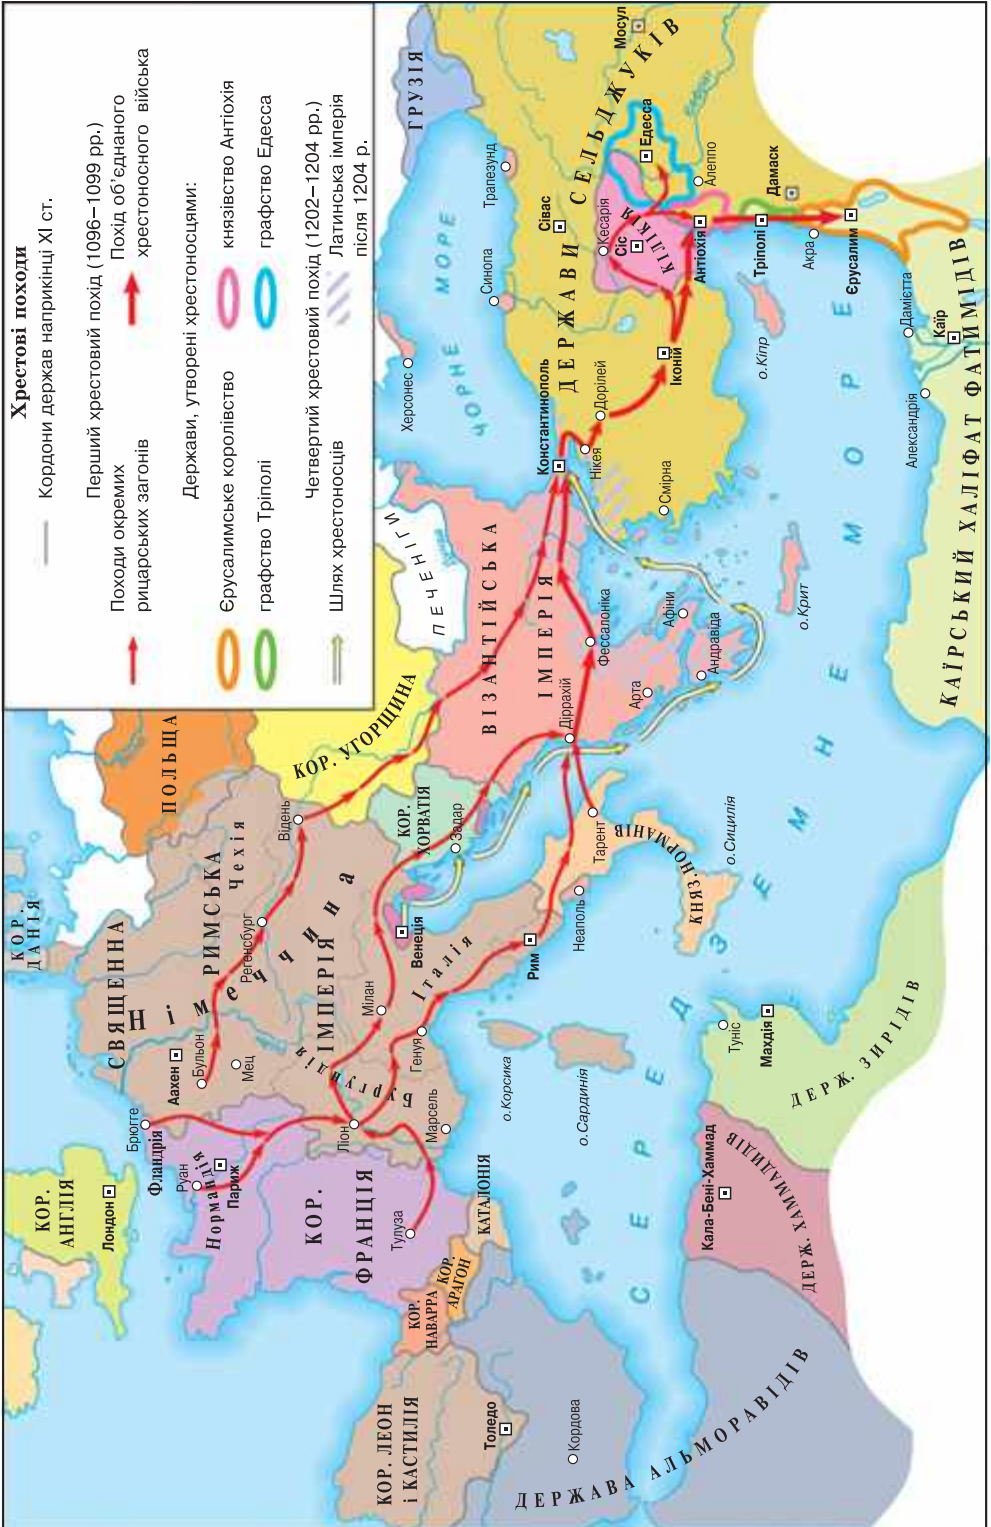 Хрестові походи
Кордони держав наприкінці XI ст.
Перший хрестовий похід (1096–1099 рр.)
Походи окремих
рицарських загонів
Похід об'єднаного
хрестоносного війська
Держави, утворені хрестоносцями:
Єрусалимське королівство
князівство Антіохія
графство Тріполі
графство Едесса
Четвертий хрестовий похід (1202–1204 рр.)
Шлях хрестоносців
Латинська імперія
після 1204 р.
КОР.
АНГЛІЯ
Лондон
КОР.
ДАНІЯ
Брюгге
Фландрія
Руан
Нормандія
Париж
КОР.
ФРАНЦІЯ
Тулуза
Ліон
Марсель
Бургундія
СВЯЩЕННА
РИМСЬКА
ІМПЕРІЯ
Німеччина
Аахен
Бульон
Мец
Регенсбург
Чехія
Відень
ПОЛЬЩА
КОР. УГОРЩИНА
КОР.
ХОРВАТІЯ
Задар
Мілан
Генуя
Венеція
Італія
Рим
Неаполь
Тарент
КНЯЗ. НОРМАНІВ
о.Сицилія
о.Корсика
о.Сардинія
КОР. ЛЕОН
і КАСТИЛІЯ
Толедо
КОР.
НАВАРРА
КОР.
АРАГОН
КАТАЛОНІЯ
Кордова
ДЕРЖАВА АЛЬМОРАВІДІВ
Кала-Бені-Хаммад
ДЕРЖ. ХАММАДИДІВ
Туніс
Махдія
ДЕРЖ. ЗИРІДІВ
СЕРЕДЗЕМНЕ МОРЕ
ПЕЧЕНІГИ
ВІЗАНТІЙСЬКА
ІМПЕРІЯ
Діррахій
Фессалоніка
Арта
Афіни
Андравіда
о.Крит
Константинополь
Нікея
Смірна
Дорілей
Іконій
ЧОРНЕ МОРЕ
Херсонес
Синопа
Трапезунд
ГРУЗІЯ
ДЕРЖАВИ СЕЛЬДЖУКІВ
Сівас
Кесарія
Сіс
КІЛІКІЯ
Едесса
Мосул
Алеппо
Антіохія
Тріполі
Дамаск
Акра
Єрусалим
о.Кіпр
Дамієтта
Каїр
Александрія
КАЇРСЬКИЙ ХАЛІФАТ ФАТИМІДІВ